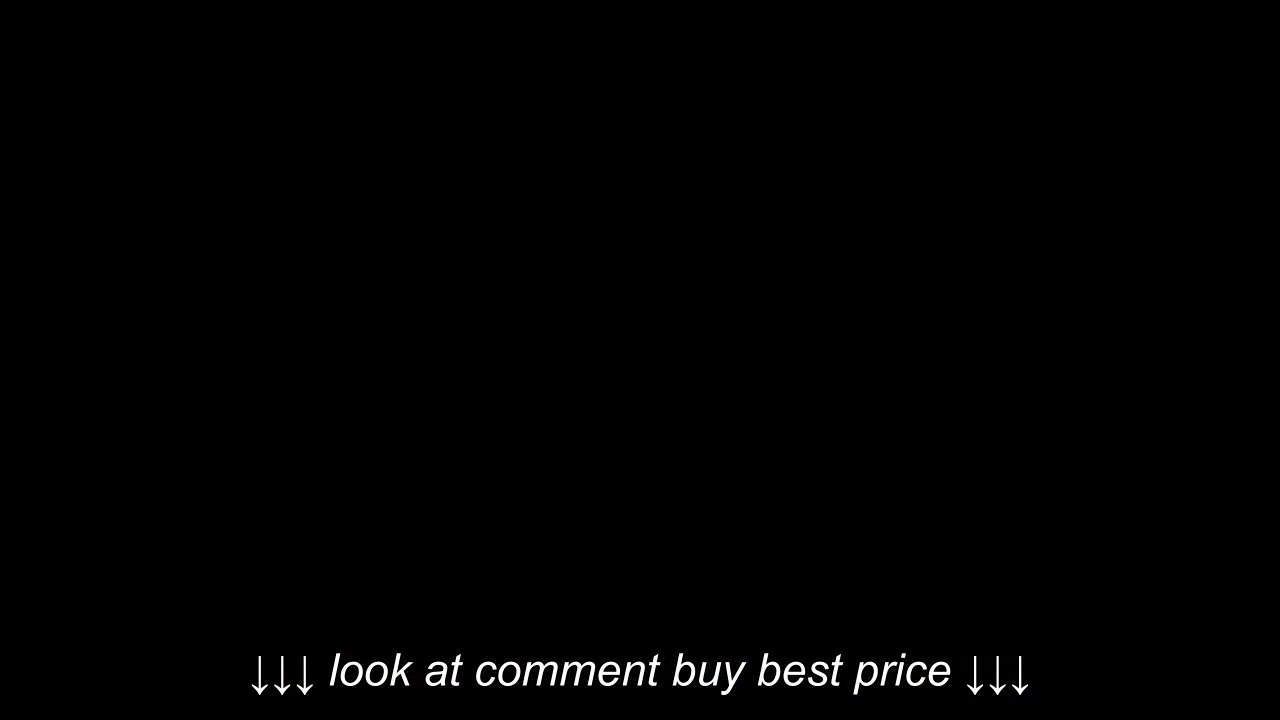 ↓↓↓ look at comment buy best price ↓↓↓